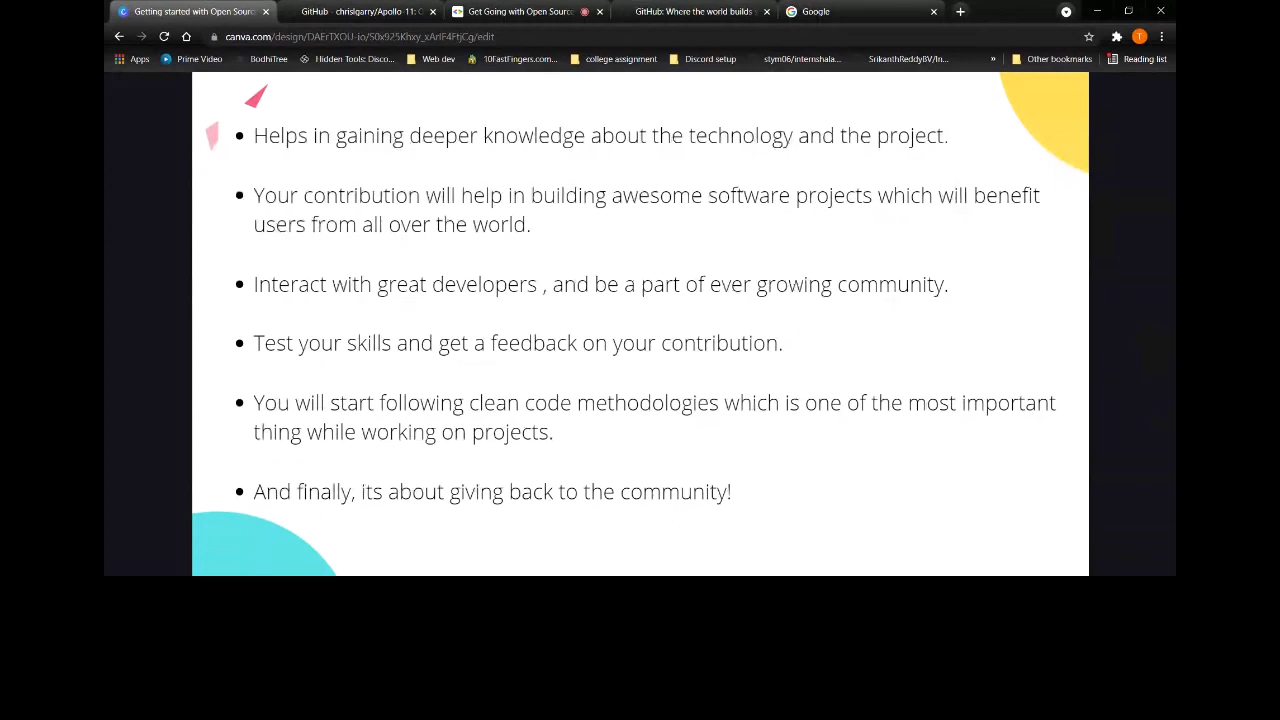 Getting started with Open Sourc
GitHub - chrislgarry/Apollo-11: O
Get Going with Open Source
GitHub: Where the world builds
Google
canva.com/design/
/edit
Apps
Prime Video
BodhiTree
Hidden Tools: Disco...
Web dev
10FastFingers.com...
college assignment
Discord setup
stym06/internshala...
SrikanthReddyBV/In...
»
Other bookmarks
Reading list
T
• Helps in gaining deeper knowledge about the technology and the project.
• Your contribution will help in building awesome software projects which will benefit
users from all over the world.
• Interact with great developers , and be a part of ever growing community.
• Test your skills and get a feedback on your contribution.
• You will start following clean code methodologies which is one of the most important
thing while working on projects.
• And finally, its about giving back to the community!